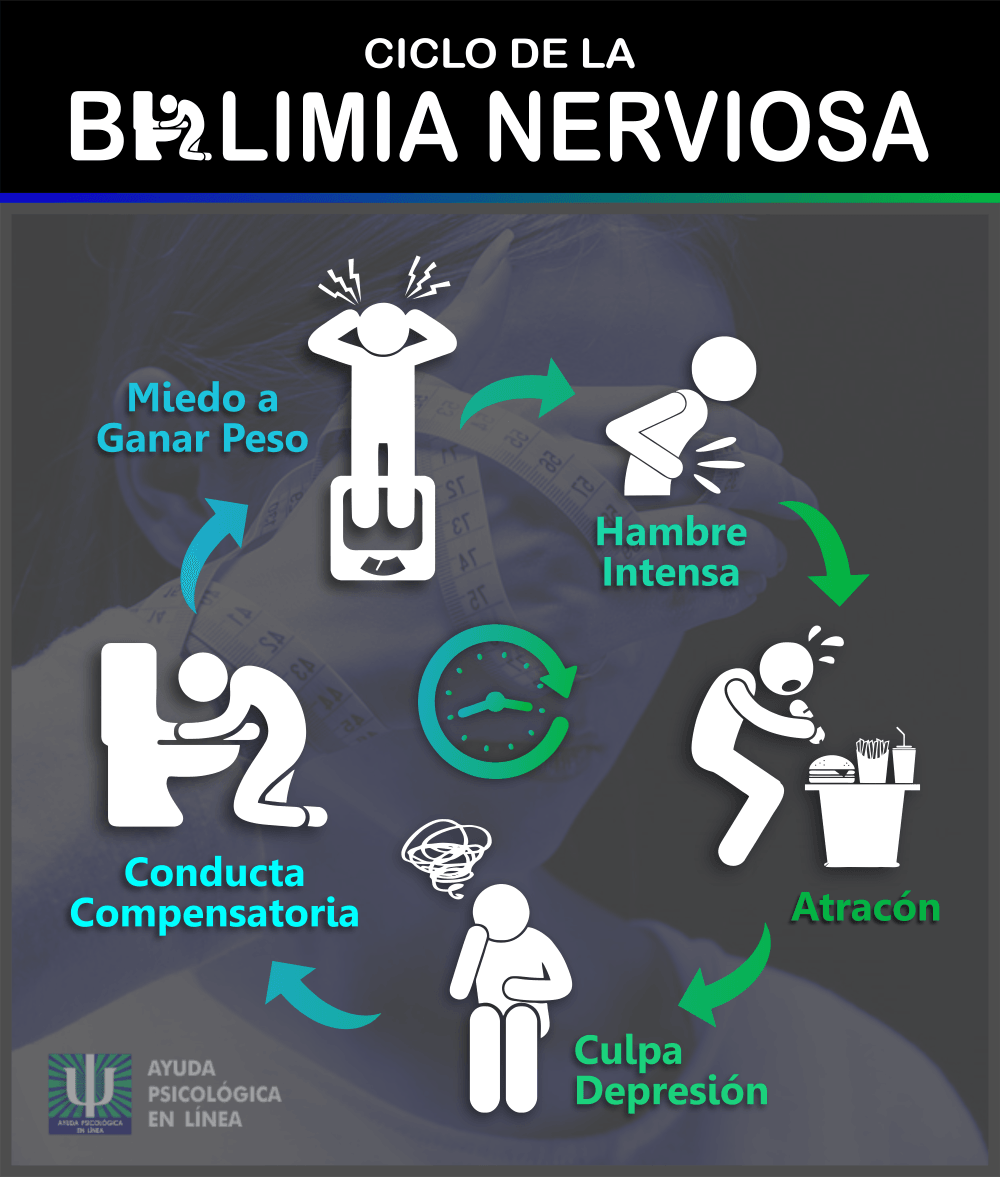 CICLO DE LA
BULIMIA NERVIOSA
Miedo a
Ganar Peso
Hambre
Intensa
Atracón
Culpa
Depresión
Conducta
Compensatoria
AYUDA
PSICOLÓGICA
EN LÍNEA
AYUDA PSICOLÓGICA
EN LÍNEA